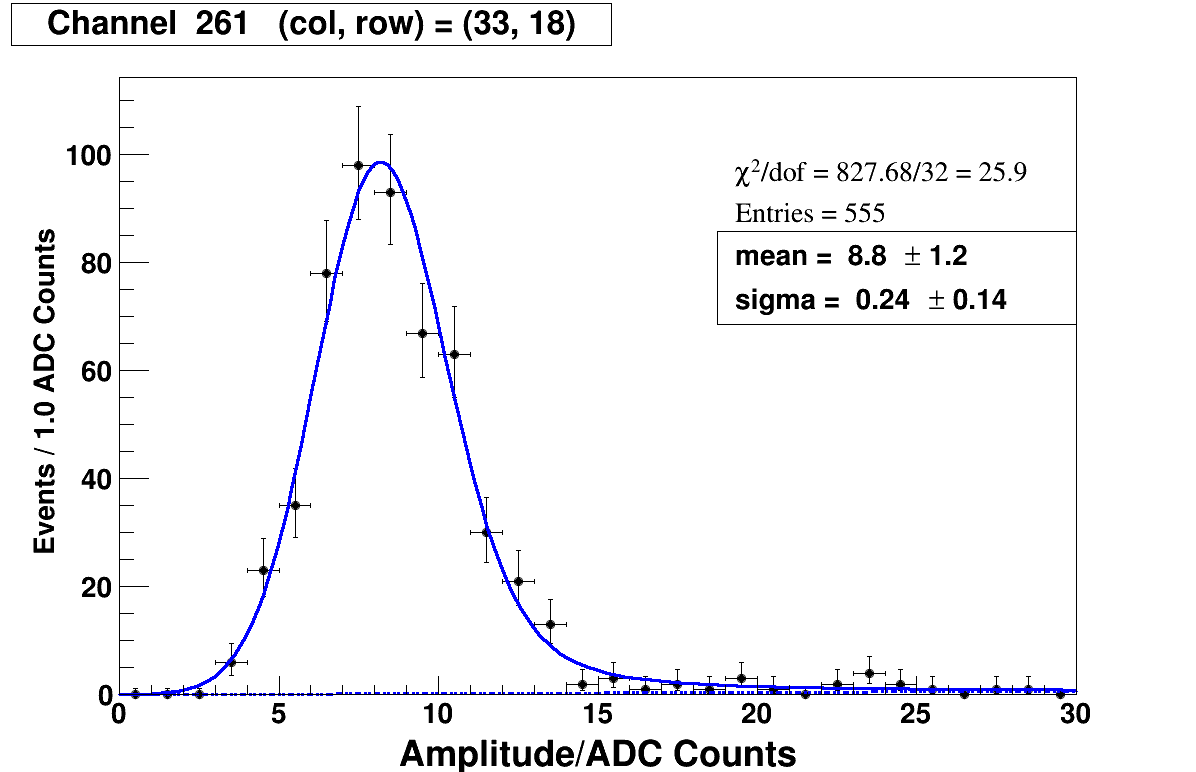 Channel 261 (col, row) = (33, 18)
χ²/dof = 827.68/32 = 25.9
Entries = 555
mean = 8.8 ± 1.2
sigma = 0.24 ± 0.14
Events / 1.0 ADC Counts
100
80
60
40
20
0
0 5 10 15 20 25 30
Amplitude/ADC Counts